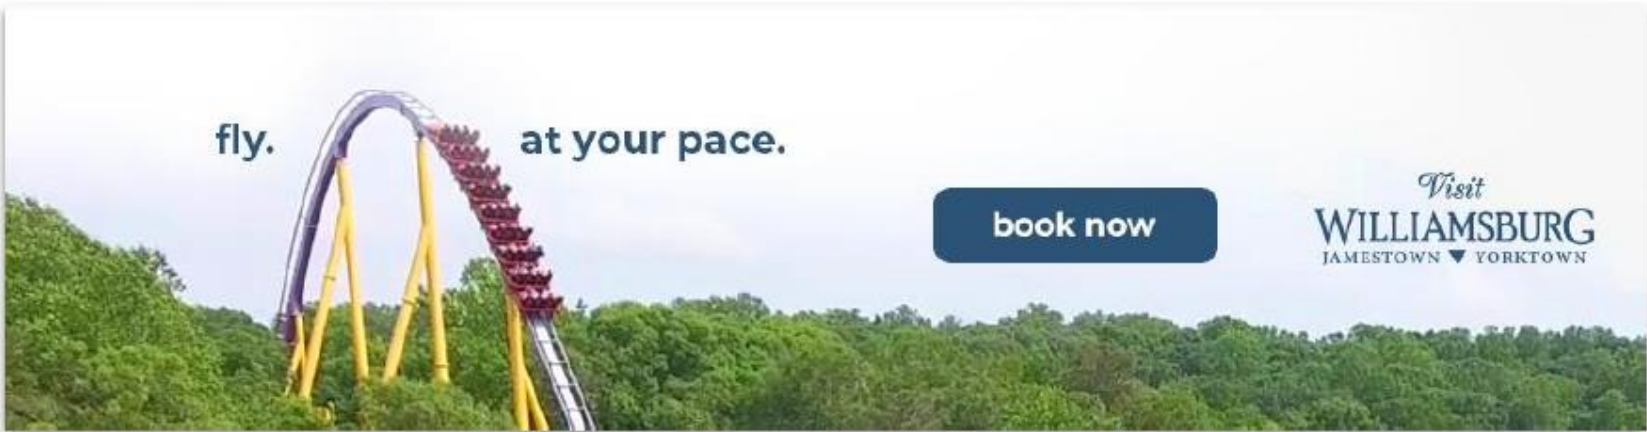 fly. at your pace.
book now
Visit
WILLIAMSBURG
JAMESTOWN YORKTOWN